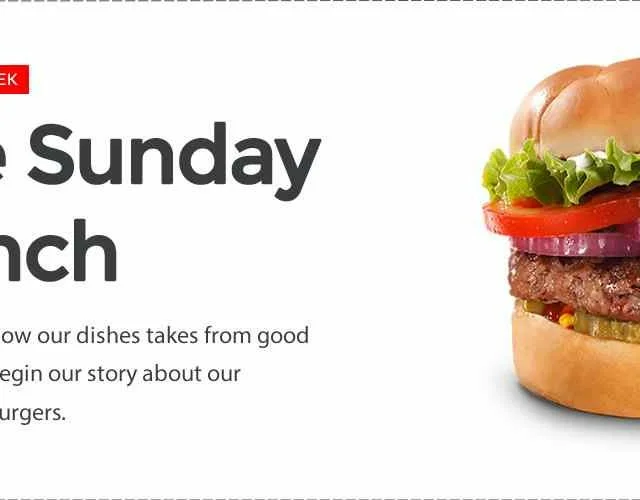 EK
e Sunday
nch
ow our dishes takes from good
egin our story about our
urgers.